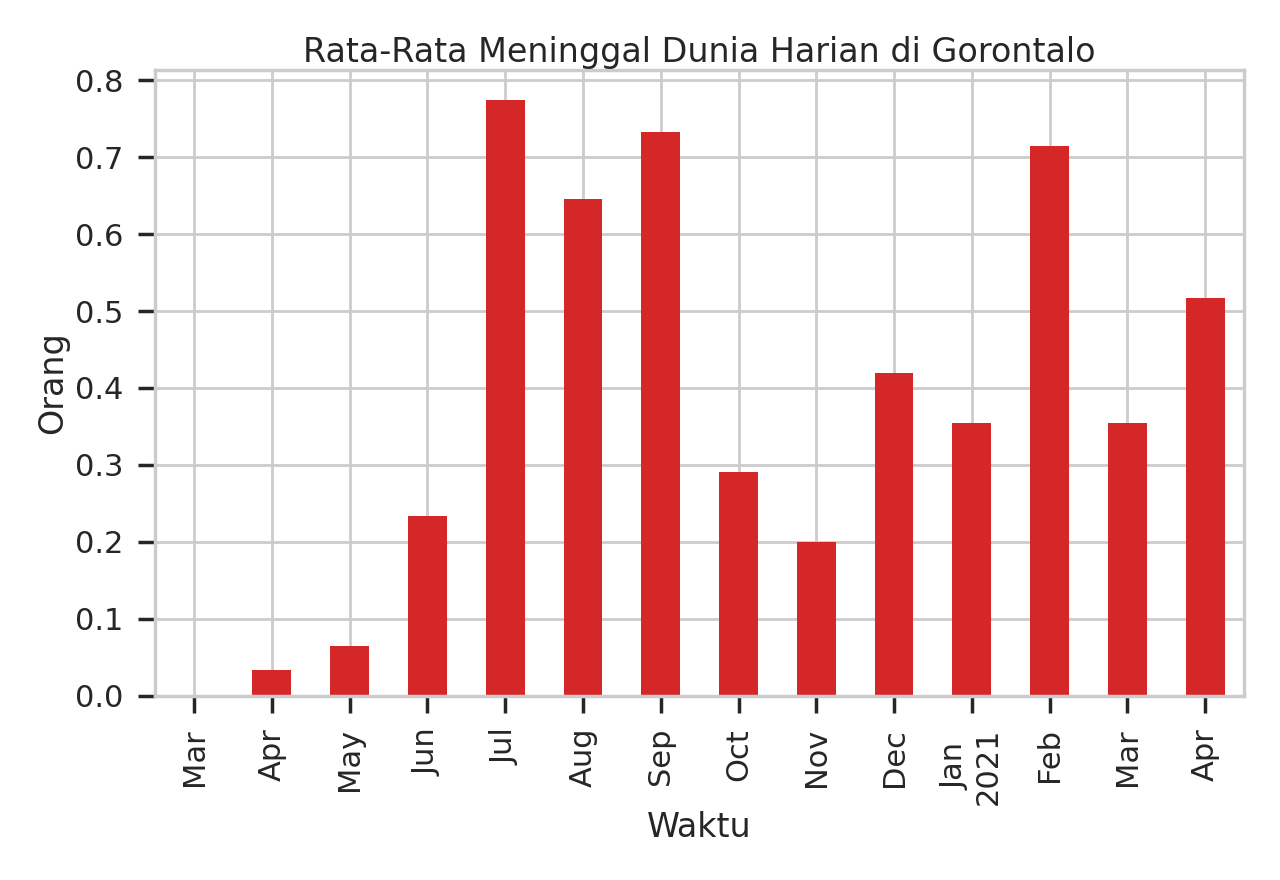 Rata-Rata Meninggal Dunia Harian di Gorontalo
0.8
0.7
0.6
0.5
0.4
0.3
0.2
0.1
0.0
Orang
Mar
Apr
May
Jun
Jul
Aug
Sep
Oct
Nov
Dec
Jan
2021
Feb
Mar
Apr
Waktu